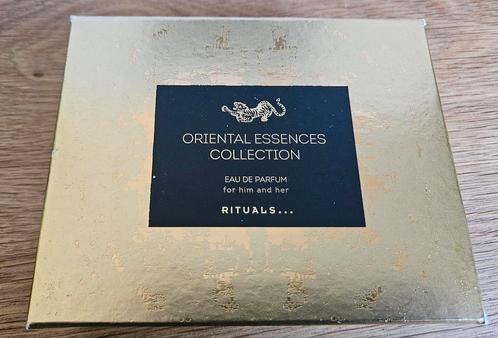 ORIENTAL ESSENCES
COLLECTION
EAU DE PARFUM
for him and her
RITUALS...